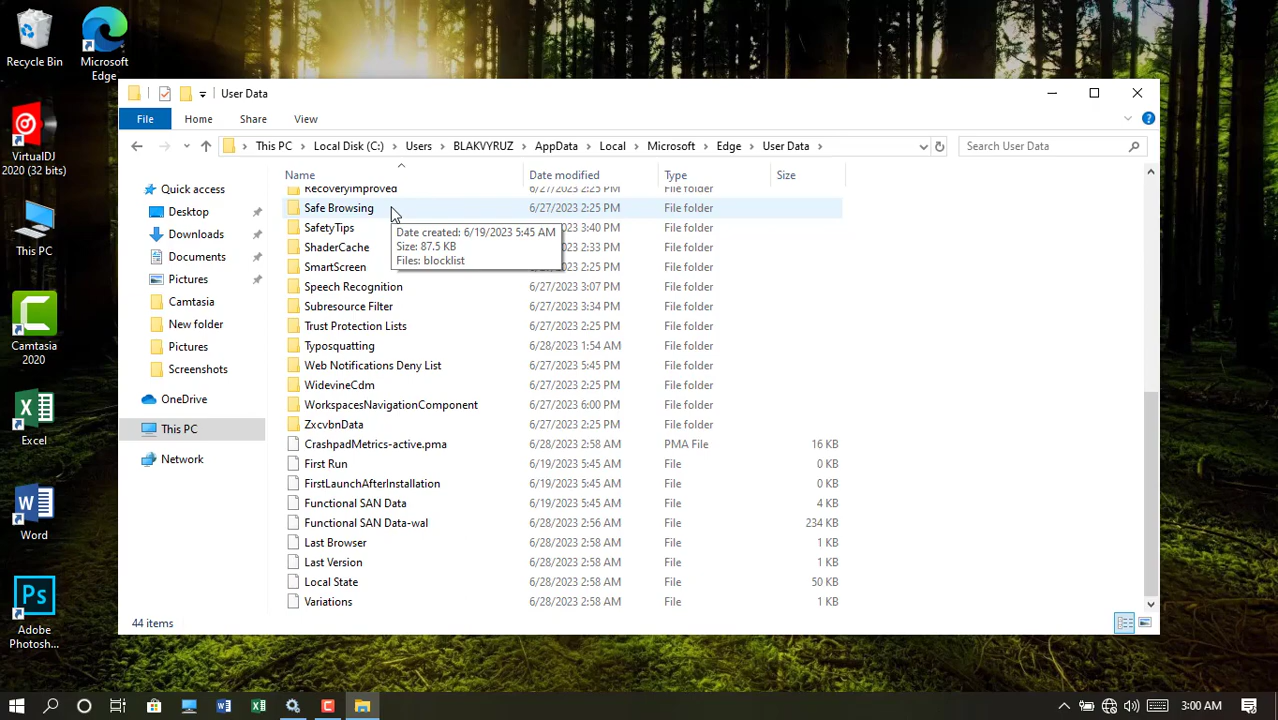 Recycle Bin
Microsoft
Edge
VirtualDJ
2020 (32 bits)
This PC
Camtasia
2020
Excel
Word
Ps
Adobe
Photosh...
User Data
File
Home
Share
View
This PC > Local Disk (C:) > Users > BLAKVYRUZ > AppData > Local > Microsoft > Edge > User Data >
Search User Data
Quick access
Desktop
Downloads
Documents
Pictures
Camtasia
New folder
Pictures
Screenshots
OneDrive
This PC
Network
Name Date modified Type Size
RecoveryImproved 6/27/2023 2:25 PM File folder
Safe Browsing 6/27/2023 2:25 PM File folder
SafetyTips 3:40 PM File folder
ShaderCache 2:33 PM File folder
SmartScreen 2:25 PM File folder
Speech Recognition 6/27/2023 3:07 PM File folder
Subresource Filter 6/27/2023 3:34 PM File folder
Trust Protection Lists 6/27/2023 2:25 PM File folder
Typosquatting 6/28/2023 1:54 AM File folder
Web Notifications Deny List 6/27/2023 5:45 PM File folder
WidevineCdm 6/27/2023 2:25 PM File folder
WorkspacesNavigationComponent 6/27/2023 6:00 PM File folder
ZxcvbnData 6/27/2023 2:25 PM File folder
CrashpadMetrics-active.pma 6/28/2023 2:58 AM PMA File 16 KB
First Run 6/19/2023 5:45 AM File 0 KB
FirstLaunchAfterInstallation 6/19/2023 5:45 AM File 0 KB
Functional SAN Data 6/19/2023 5:45 AM File 4 KB
Functional SAN Data-wal 6/28/2023 2:56 AM File 234 KB
Last Browser 6/28/2023 2:58 AM File 1 KB
Last Version 6/28/2023 2:58 AM File 1 KB
Local State 6/28/2023 2:58 AM File 50 KB
Variations 6/28/2023 2:58 AM File 1 KB
Date created: 6/19/2023 5:45 AM
Size: 87.5 KB
Files: blocklist
44 items
3:00 AM